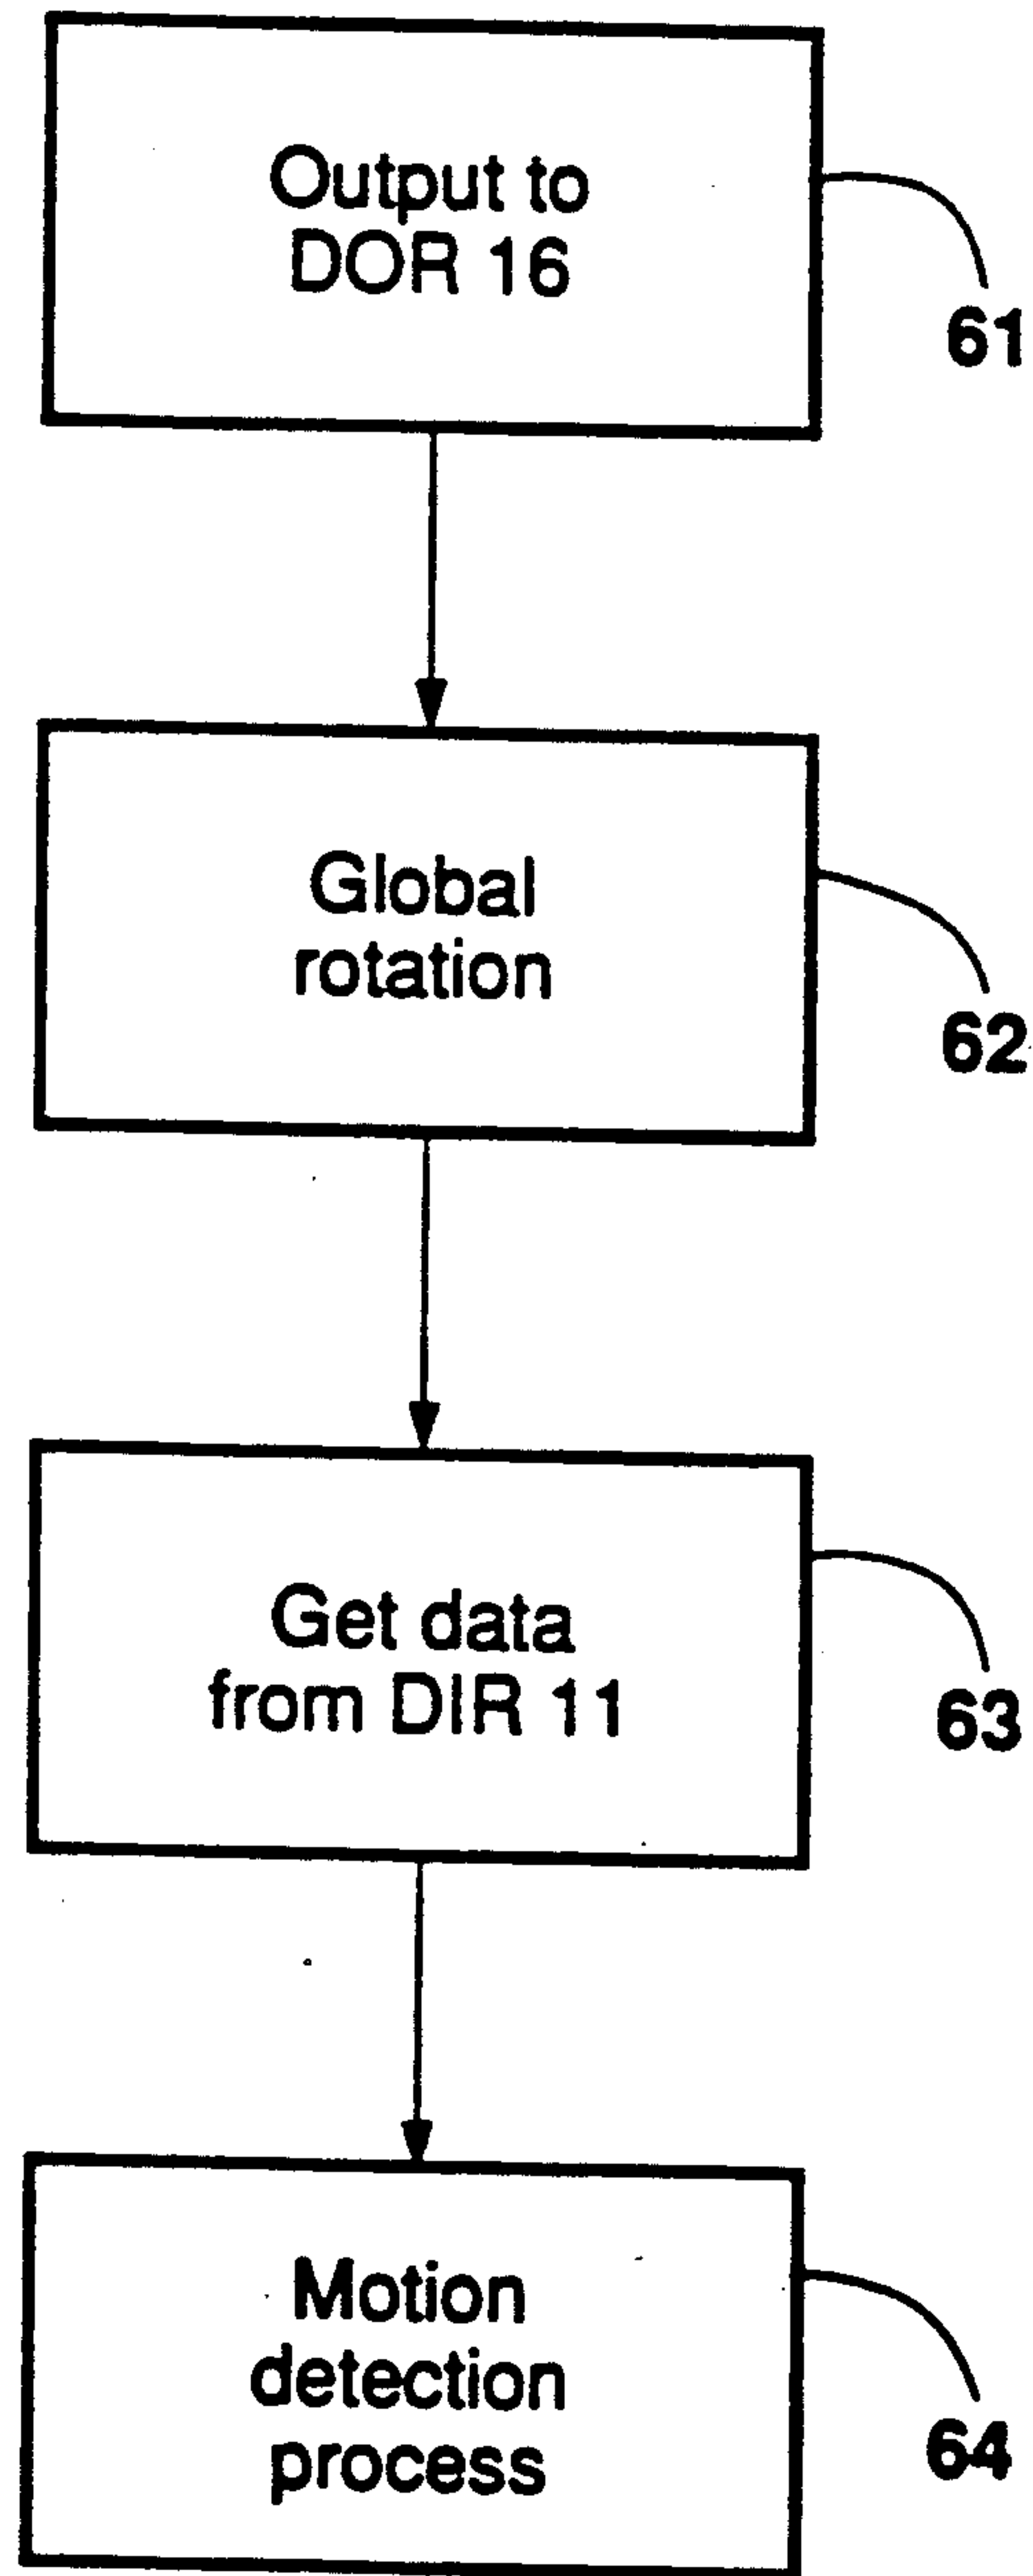 Output to
DOR 16
61
Global
rotation
62
Get data
from DIR 11
63
Motion
detection
process
64